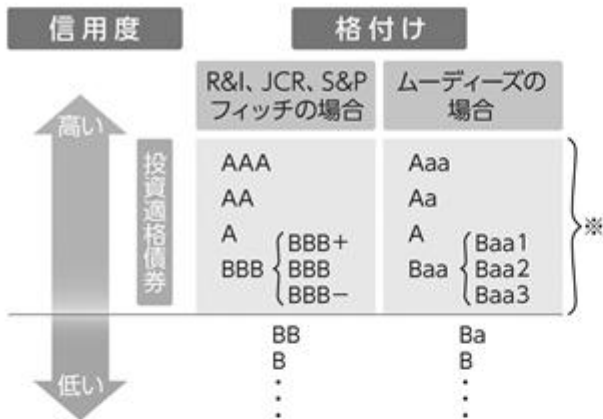 信用度
格付け
R&I、JCR、S&P
フィッチの場合
ムーディーズの
場合
高い
投資適格債券
AAA
Aaa
AA
Aa
A
A
BBB
BBB+
BBB
BBB−
Baa
Baa1
Baa2
Baa3
※
BB
Ba
B
B
低い